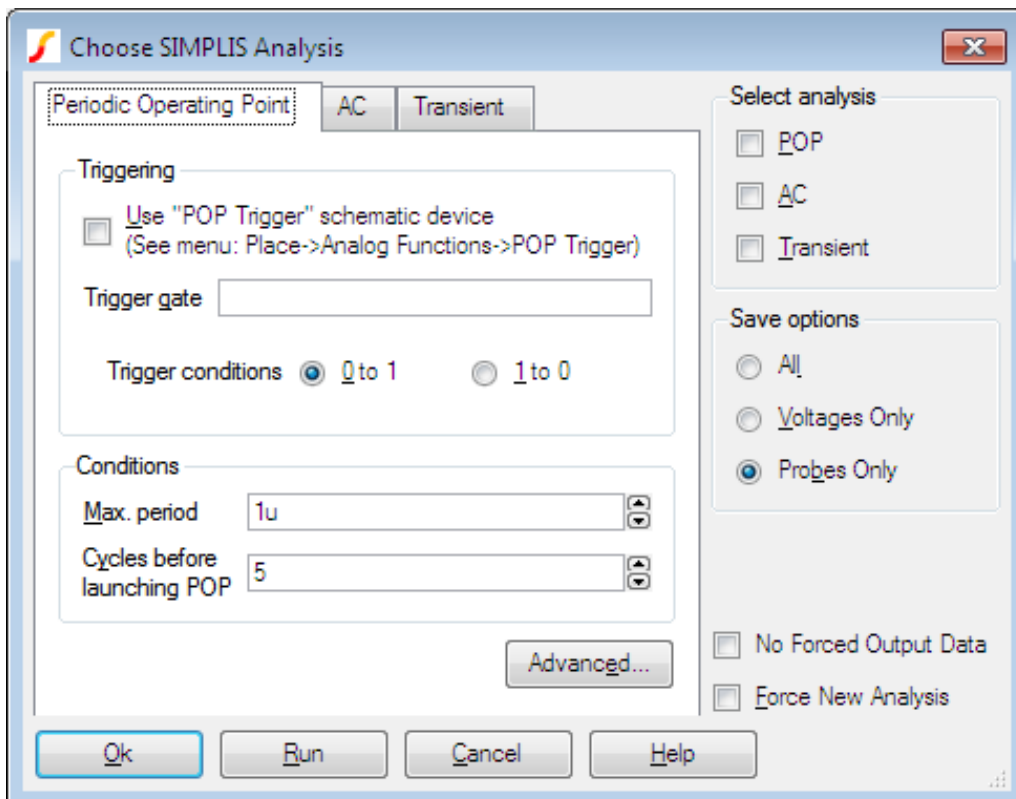 Choose SIMPLIS Analysis
Periodic Operating Point
AC
Transient
Triggering
Use "POP Trigger" schematic device
(See menu: Place->Analog Functions->POP Trigger)
Trigger gate
Trigger conditions
0 to 1
1 to 0
Conditions
Max. period
1u
Cycles before
launching POP
5
Advanced...
Select analysis
POP
AC
Transient
Save options
All
Voltages Only
Probes Only
No Forced Output Data
Force New Analysis
Ok
Run
Cancel
Help